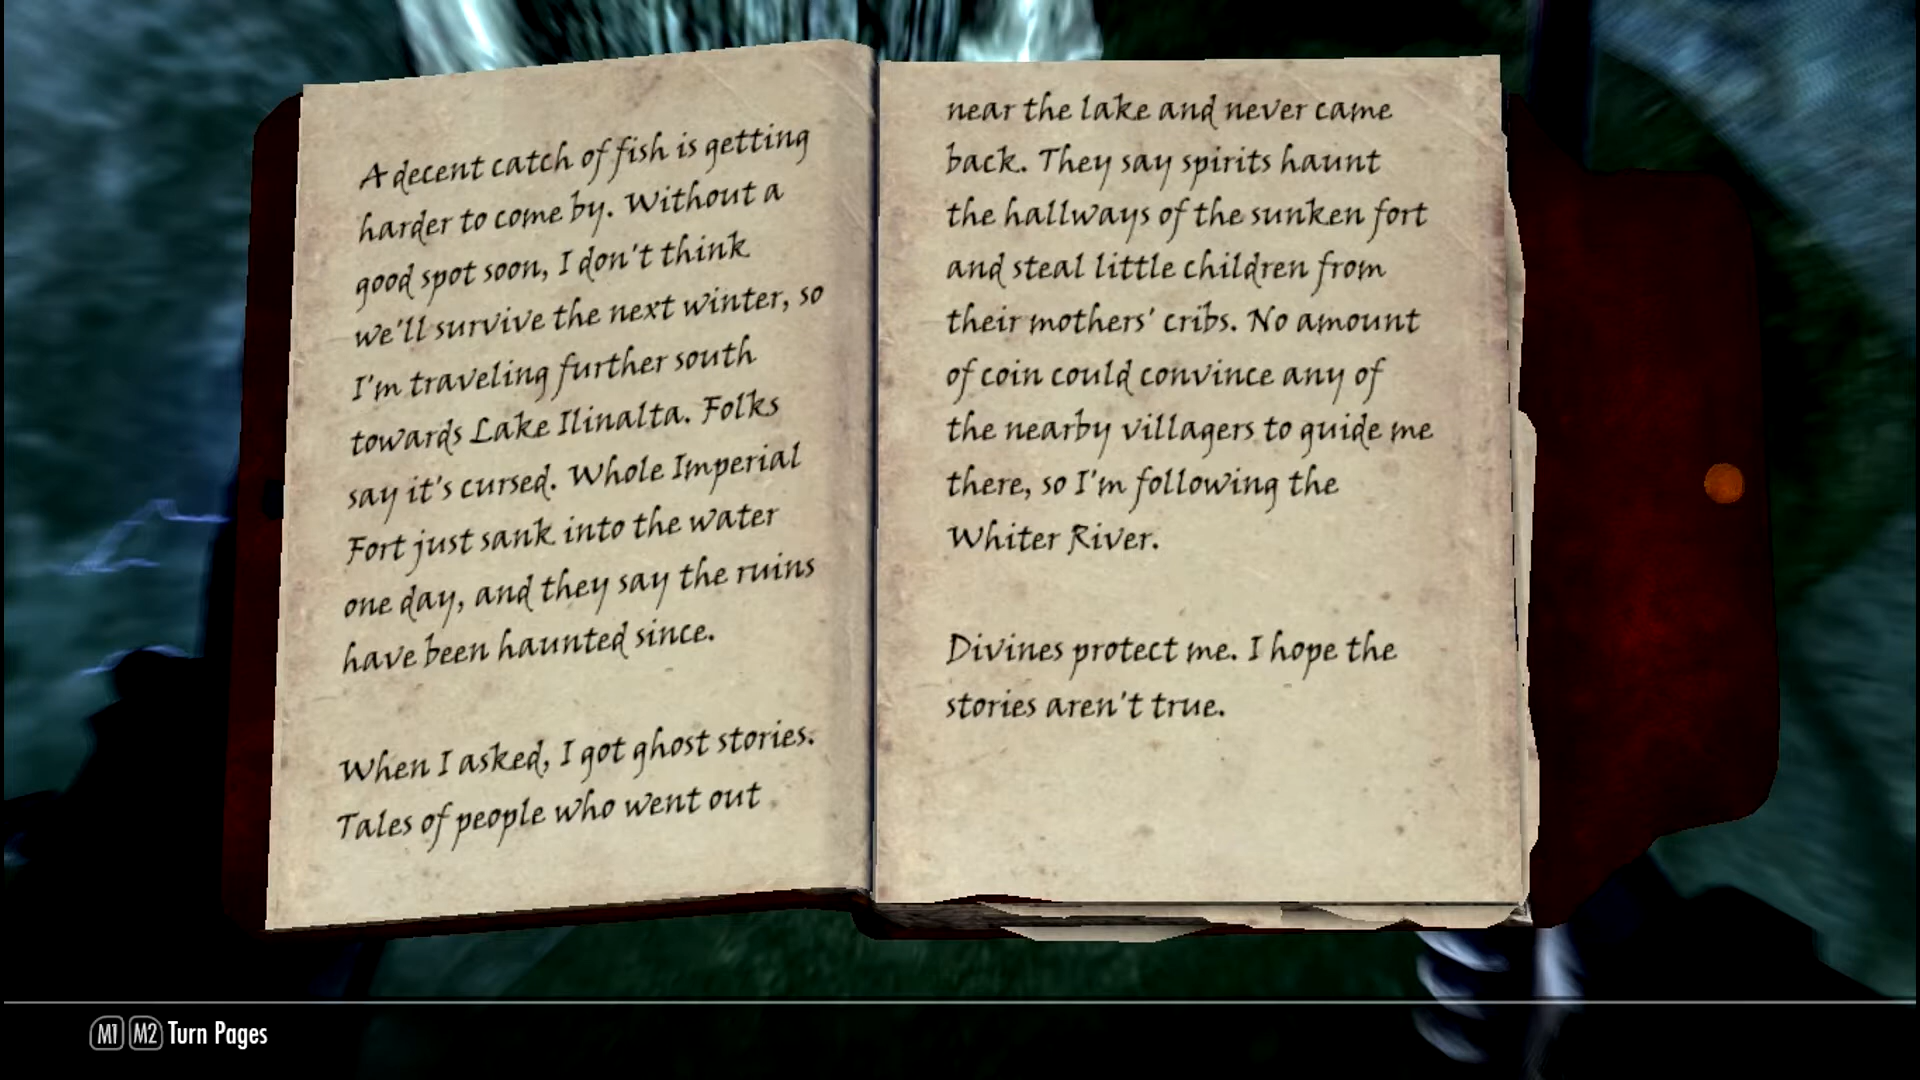 A decent catch of fish is getting
harder to come by. Without a
good spot soon, I don't think
we'll survive the next winter, so
I'm traveling further south
towards Lake Ilinalta. Folks
say it's cursed. Whole Imperial
Fort just sank into the water
one day, and they say the ruins
have been haunted since.
When I asked, I got ghost stories.
Tales of people who went out
near the lake and never came
back. They say spirits haunt
the hallways of the sunken fort
and steal little children from
their mothers' cribs. No amount
of coin could convince any of
the nearby villagers to guide me
there, so I'm following the
Whiter River.
Divines protect me. I hope the
stories aren't true.
M1 M2 Turn Pages